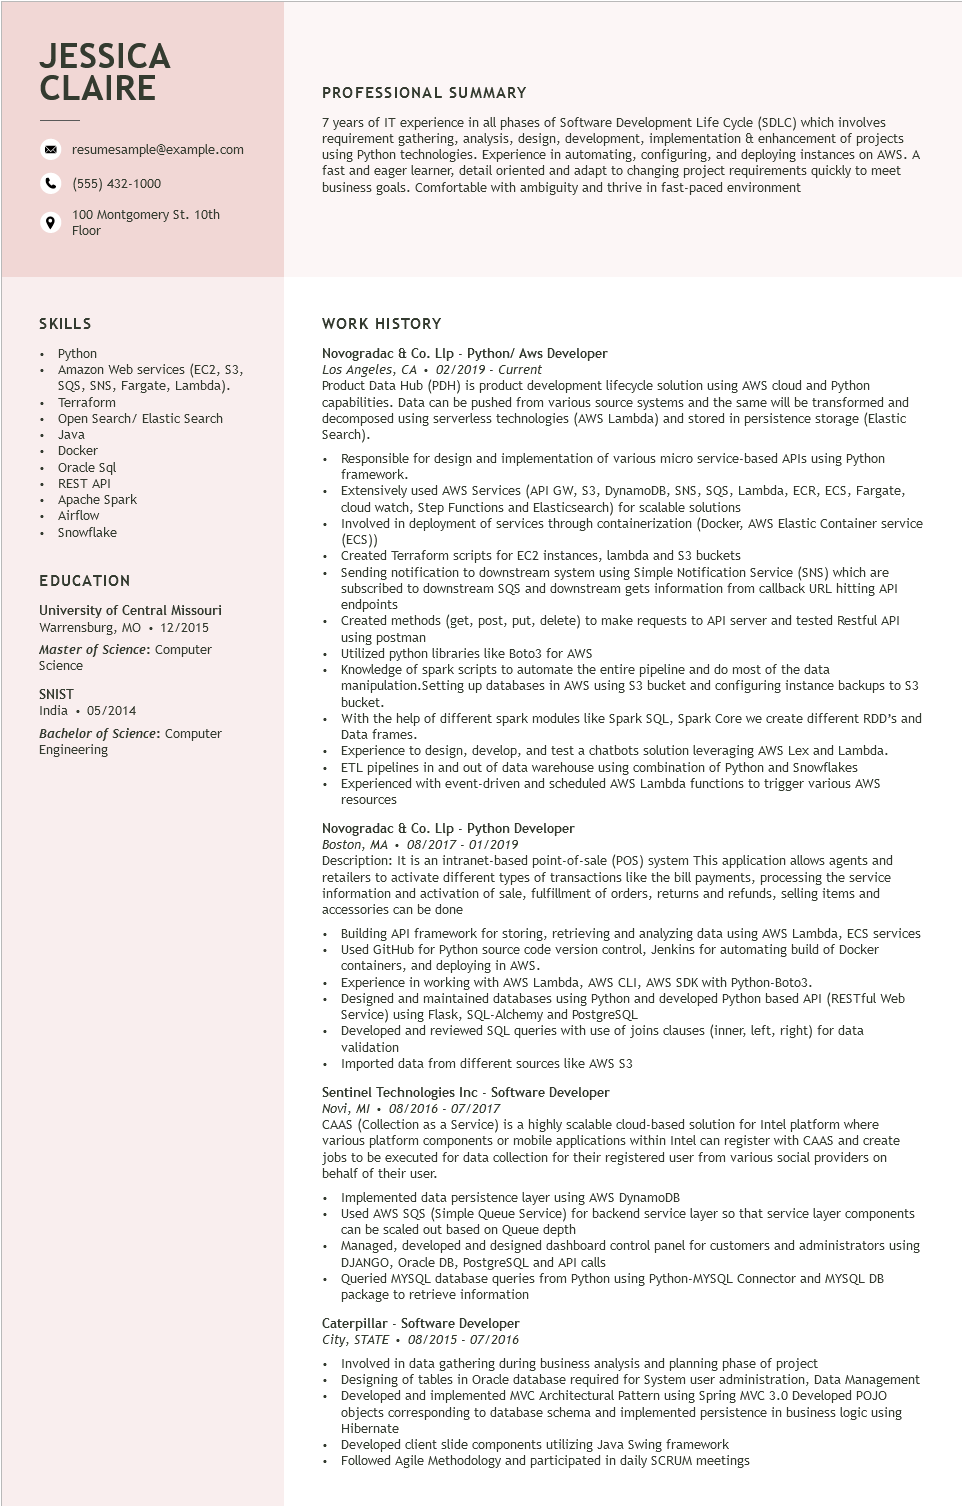 JESSICA
CLAIRE
resumesample@example.com
(555) 432-1000
100 Montgomery St. 10th
Floor
PROFESSIONAL SUMMARY
7 years of IT experience in all phases of Software Development Life Cycle (SDLC) which involves
requirement gathering, analysis, design, development, implementation & enhancement of projects
using Python technologies. Experience in automating, configuring, and deploying instances on AWS. A
fast and eager learner, detail oriented and adapt to changing project requirements quickly to meet
business goals. Comfortable with ambiguity and thrive in fast-paced environment
SKILLS
• Python
• Amazon Web services (EC2, S3,
SQS, SNS, Fargate, Lambda).
• Terraform
• Open Search/ Elastic Search
• Java
• Docker
• Oracle Sql
• REST API
• Apache Spark
• Airflow
• Snowflake
EDUCATION
University of Central Missouri
Warrensburg, MO • 12/2015
Master of Science: Computer
Science
SNIST
India • 05/2014
Bachelor of Science: Computer
Engineering
WORK HISTORY
Novogradac & Co. Llp - Python/ Aws Developer
Los Angeles, CA • 02/2019 - Current
Product Data Hub (PDH) is product development lifecycle solution using AWS cloud and Python
capabilities. Data can be pushed from various source systems and the same will be transformed and
decomposed using serverless technologies (AWS Lambda) and stored in persistence storage (Elastic
Search).
• Responsible for design and implementation of various micro service-based APIs using Python
framework.
• Extensively used AWS Services (API GW, S3, DynamoDB, SNS, SQS, Lambda, ECR, ECS, Fargate,
cloud watch, Step Functions and Elasticsearch) for scalable solutions
• Involved in deployment of services through containerization (Docker, AWS Elastic Container service
(ECS))
• Created Terraform scripts for EC2 instances, lambda and S3 buckets
• Sending notification to downstream system using Simple Notification Service (SNS) which are
subscribed to downstream SQS and downstream gets information from callback URL hitting API
endpoints
• Created methods (get, post, put, delete) to make requests to API server and tested Restful API
using postman
• Utilized python libraries like Boto3 for AWS
• Knowledge of spark scripts to automate the entire pipeline and do most of the data
manipulation.Setting up databases in AWS using S3 bucket and configuring instance backups to S3
bucket.
• With the help of different spark modules like Spark SQL, Spark Core we create different RDD’s and
Data frames.
• Experience to design, develop, and test a chatbots solution leveraging AWS Lex and Lambda.
• ETL pipelines in and out of data warehouse using combination of Python and Snowflakes
• Experienced with event-driven and scheduled AWS Lambda functions to trigger various AWS
resources
Novogradac & Co. Llp - Python Developer
Boston, MA • 08/2017 - 01/2019
Description: It is an intranet-based point-of-sale (POS) system This application allows agents and
retailers to activate different types of transactions like the bill payments, processing the service
information and activation of sale, fulfillment of orders, returns and refunds, selling items and
accessories can be done
• Building API framework for storing, retrieving and analyzing data using AWS Lambda, ECS services
• Used GitHub for Python source code version control, Jenkins for automating build of Docker
containers, and deploying in AWS.
• Experience in working with AWS Lambda, AWS CLI, AWS SDK with Python-Boto3.
• Designed and maintained databases using Python and developed Python based API (RESTful Web
Service) using Flask, SQL-Alchemy and PostgreSQL
• Developed and reviewed SQL queries with use of joins clauses (inner, left, right) for data
validation
• Imported data from different sources like AWS S3
Sentinel Technologies Inc - Software Developer
Novi, MI • 08/2016 - 07/2017
CAAS (Collection as a Service) is a highly scalable cloud-based solution for Intel platform where
various platform components or mobile applications within Intel can register with CAAS and create
jobs to be executed for data collection for their registered user from various social providers on
behalf of their user.
• Implemented data persistence layer using AWS DynamoDB
• Used AWS SQS (Simple Queue Service) for backend service layer so that service layer components
can be scaled out based on Queue depth
• Managed, developed and designed dashboard control panel for customers and administrators using
DJANGO, Oracle DB, PostgreSQL and API calls
• Queried MYSQL database queries from Python using Python-MYSQL Connector and MYSQL DB
package to retrieve information
Caterpillar - Software Developer
City, STATE • 08/2015 - 07/2016
• Involved in data gathering during business analysis and planning phase of project
• Designing of tables in Oracle database required for System user administration, Data Management
• Developed and implemented MVC Architectural Pattern using Spring MVC 3.0 Developed POJO
objects corresponding to database schema and implemented persistence in business logic using
Hibernate
• Developed client slide components utilizing Java Swing framework
• Followed Agile Methodology and participated in daily SCRUM meetings